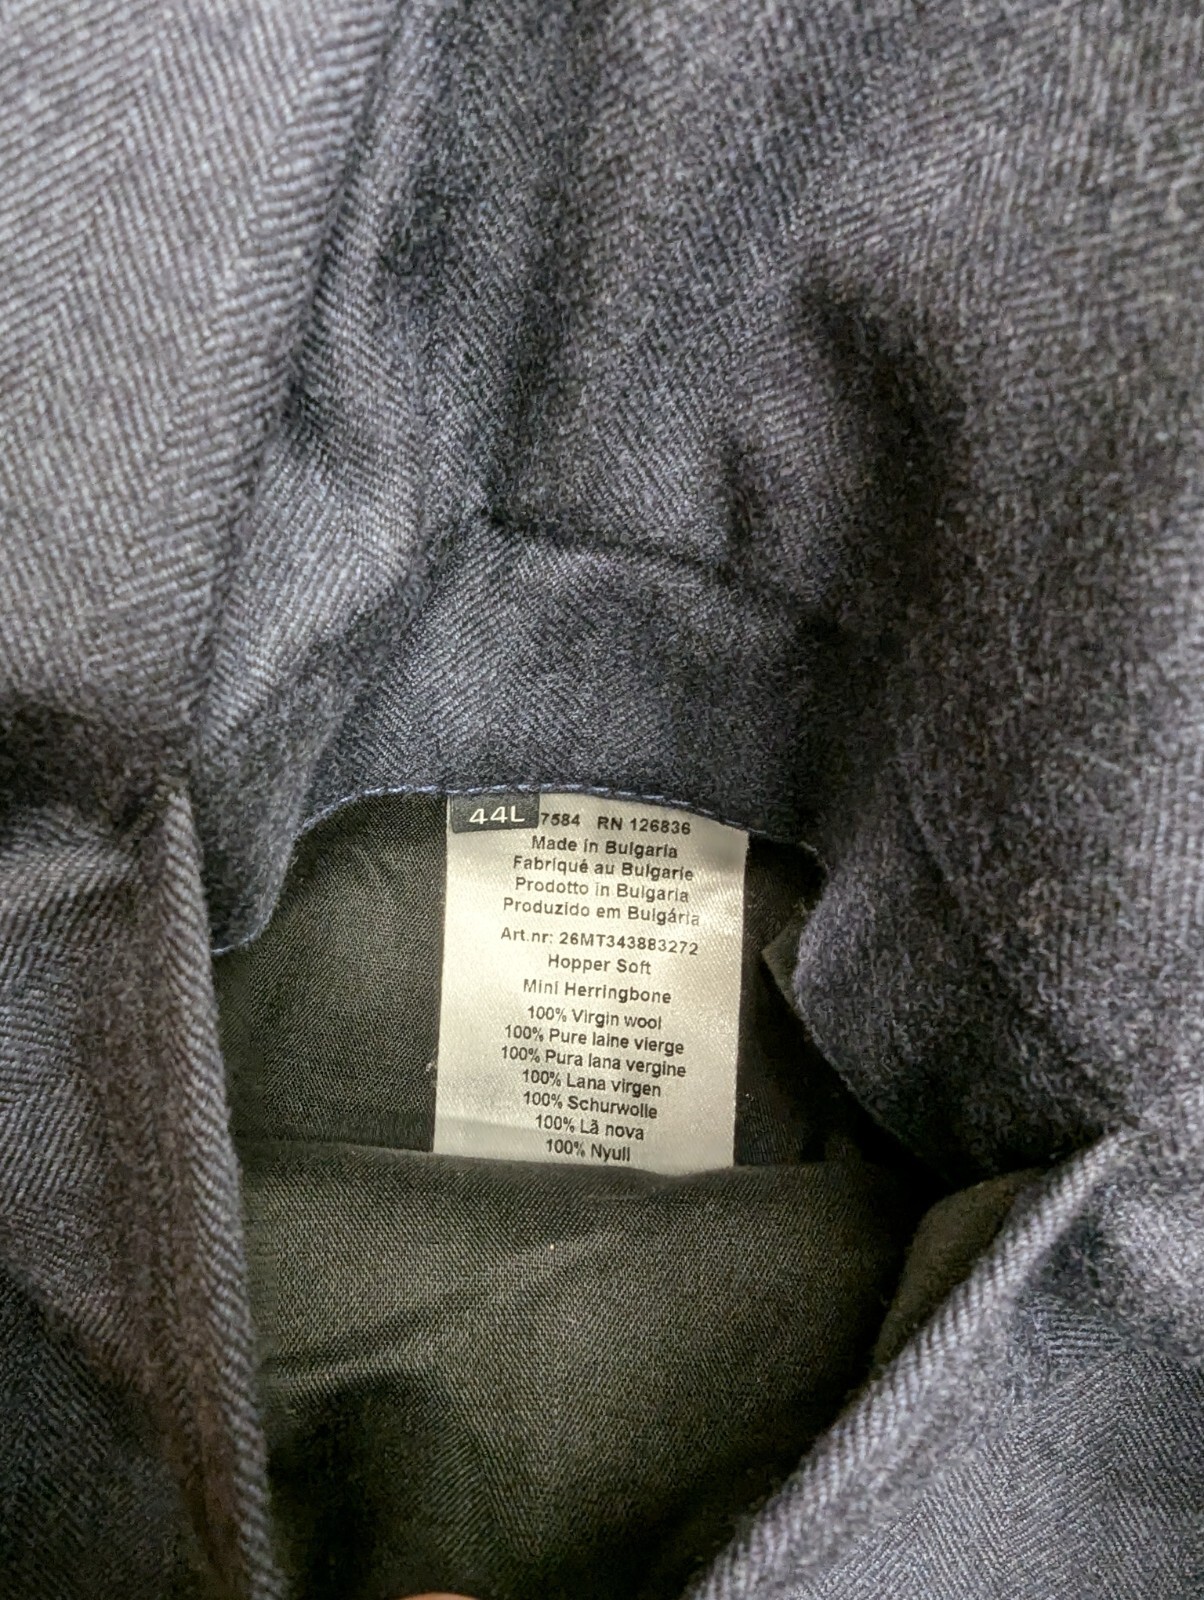 44L
7584 RN 126836
Made in Bulgaria
Fabriqué au Bulgarie
Prodotto in Bulgaria
Produzido em Bulgária
Art.nr: 26MT343883272
Hopper Soft
Mini Herringbone
100% Virgin wool
100% Pure laine vierge
100% Pura lana vergine
100% Lana virgen
100% Schurwolle
100% Lã nova
100% Nyull